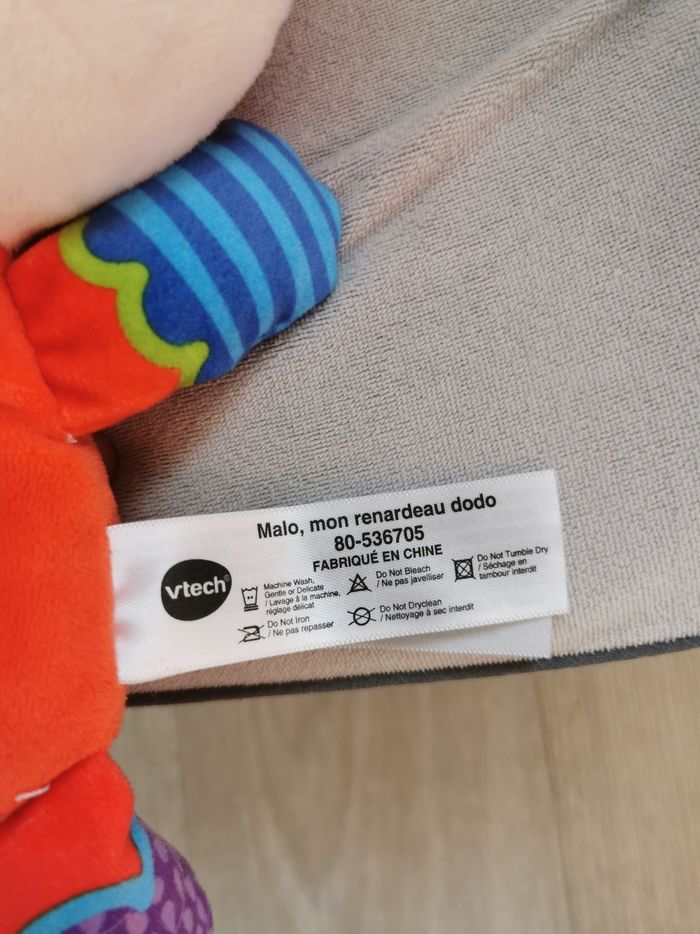 Malo, mon renardeau dodo
80-536705
FABRIQUÉ EN CHINE
vtech®
Machine Wash,
Gentle or Delicate
/ Lavage à la machine,
réglage délicat
Do Not Bleach
/ Ne pas javelliser
Do Not Tumble Dry
/ Séchage en
tambour interdit
Do Not Iron
/ Ne pas repasser
Do Not Dryclean
/ Nettoyage à sec interdit